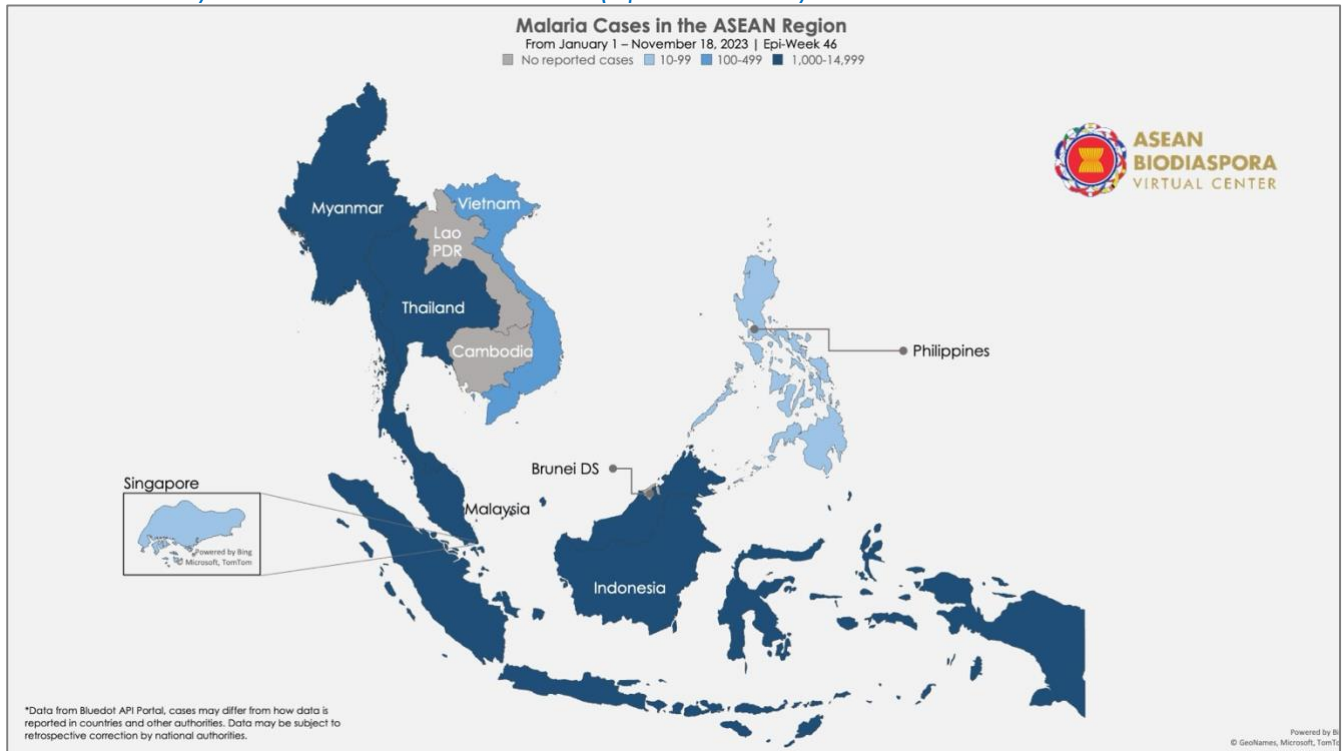 Malaria Cases in the ASEAN Region
From January 1 – November 18, 2023 | Epi-Week 46
No reported cases 10-99 100-499 1,000-14,999
ASEAN
BIODIASPORA
VIRTUAL CENTER
Myanmar
Vietnam
Lao
PDR
Thailand
Cambodia
Philippines
Brunei DS
Singapore
Malaysia
Powered by Bing
© Microsoft, TomTom
Indonesia
*Data from Bluedot API Portal, cases may differ from how data is
reported in countries and other authorities. Data may be subject to
retrospective correction by national authorities.
Powered by
© GeoNames, Microsoft,